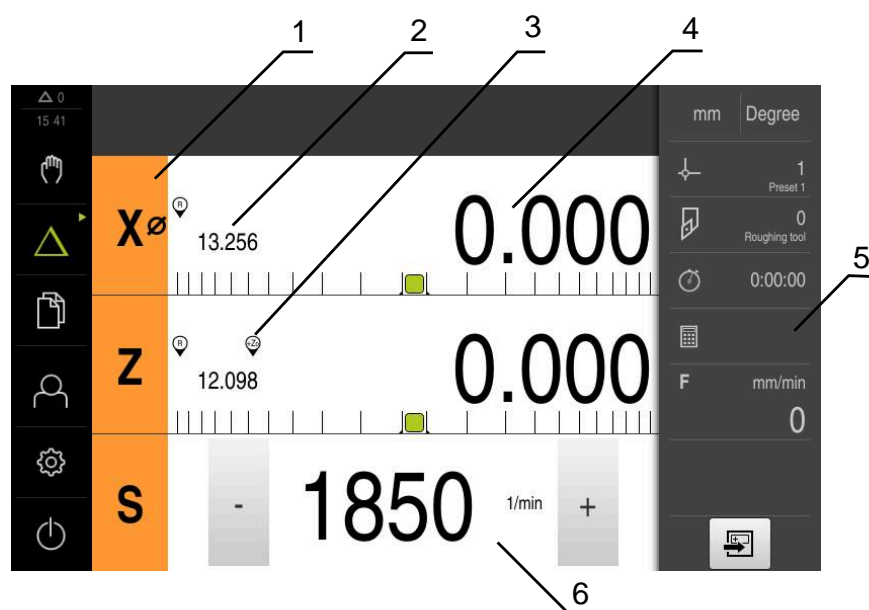 1 2 3 4
0
15 41
mm Degree
X⌀ R 13.256 0.000
1
Preset 1
0
Roughing tool
0:00:00
5
Z R +Z0 12.098 0.000
F mm/min
0
S - 1850 1/min +
6